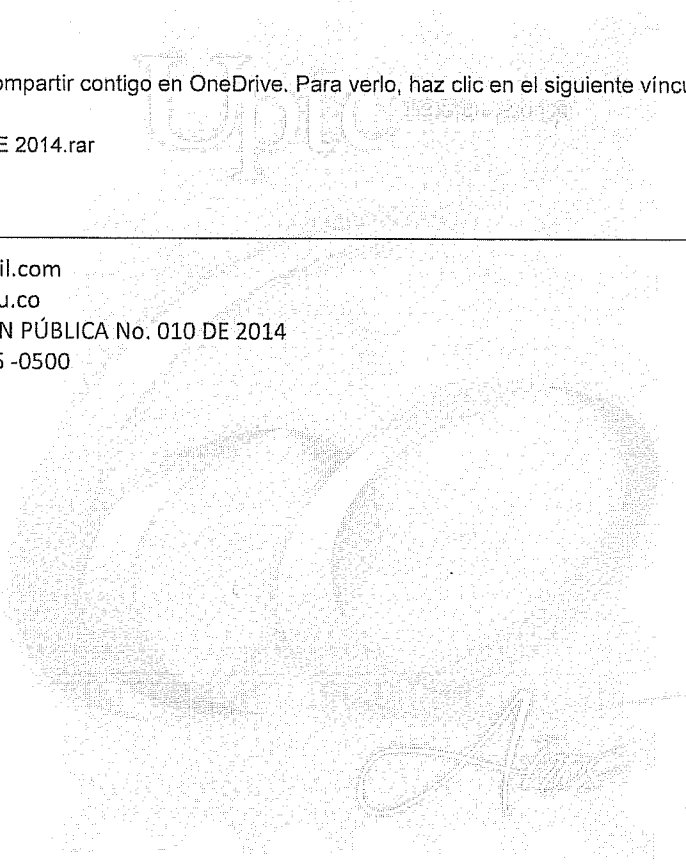 ompartir contigo en OneDrive. Para verlo, haz clic en el siguiente víncu
Uptc
E 2014.rar
il.com
u.co
N PÚBLICA No. 010 DE 2014
-0500